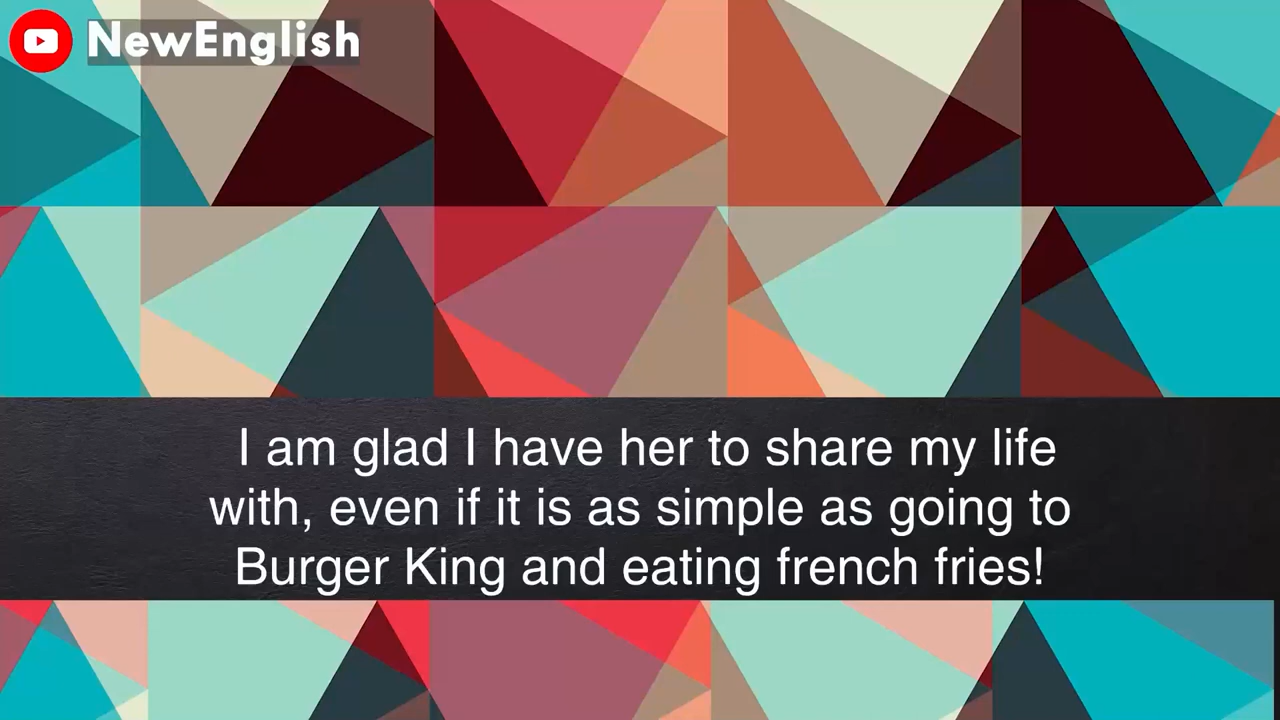 NewEnglish
I am glad I have her to share my life
with, even if it is as simple as going to
Burger King and eating french fries!